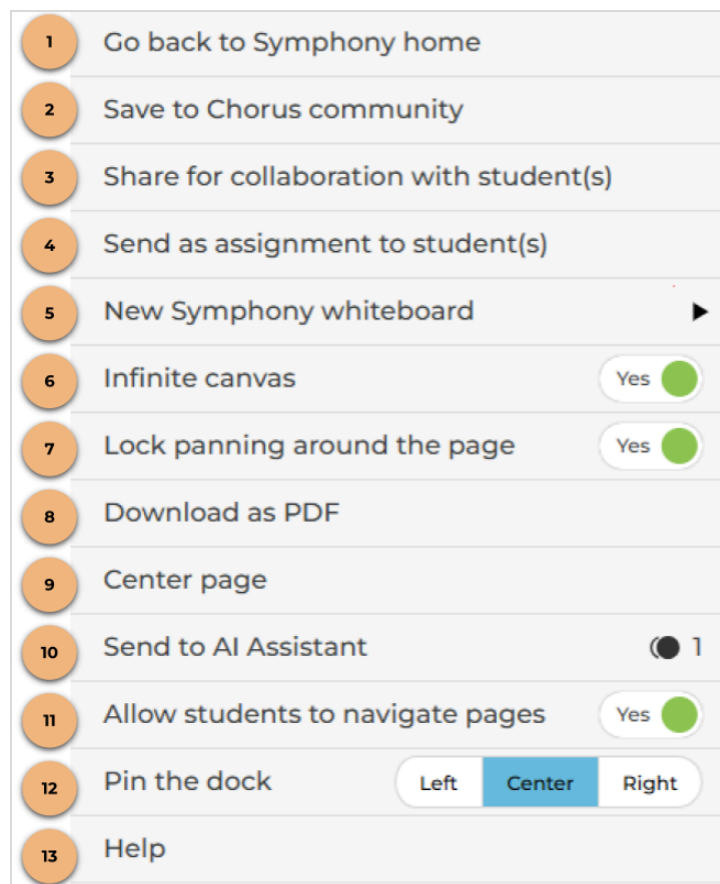 1 Go back to Symphony home
2 Save to Chorus community
3 Share for collaboration with student(s)
4 Send as assignment to student(s)
5 New Symphony whiteboard
6 Infinite canvas Yes
7 Lock panning around the page Yes
8 Download as PDF
9 Center page
10 Send to AI Assistant 1
11 Allow students to navigate pages Yes
12 Pin the dock Left Center Right
13 Help